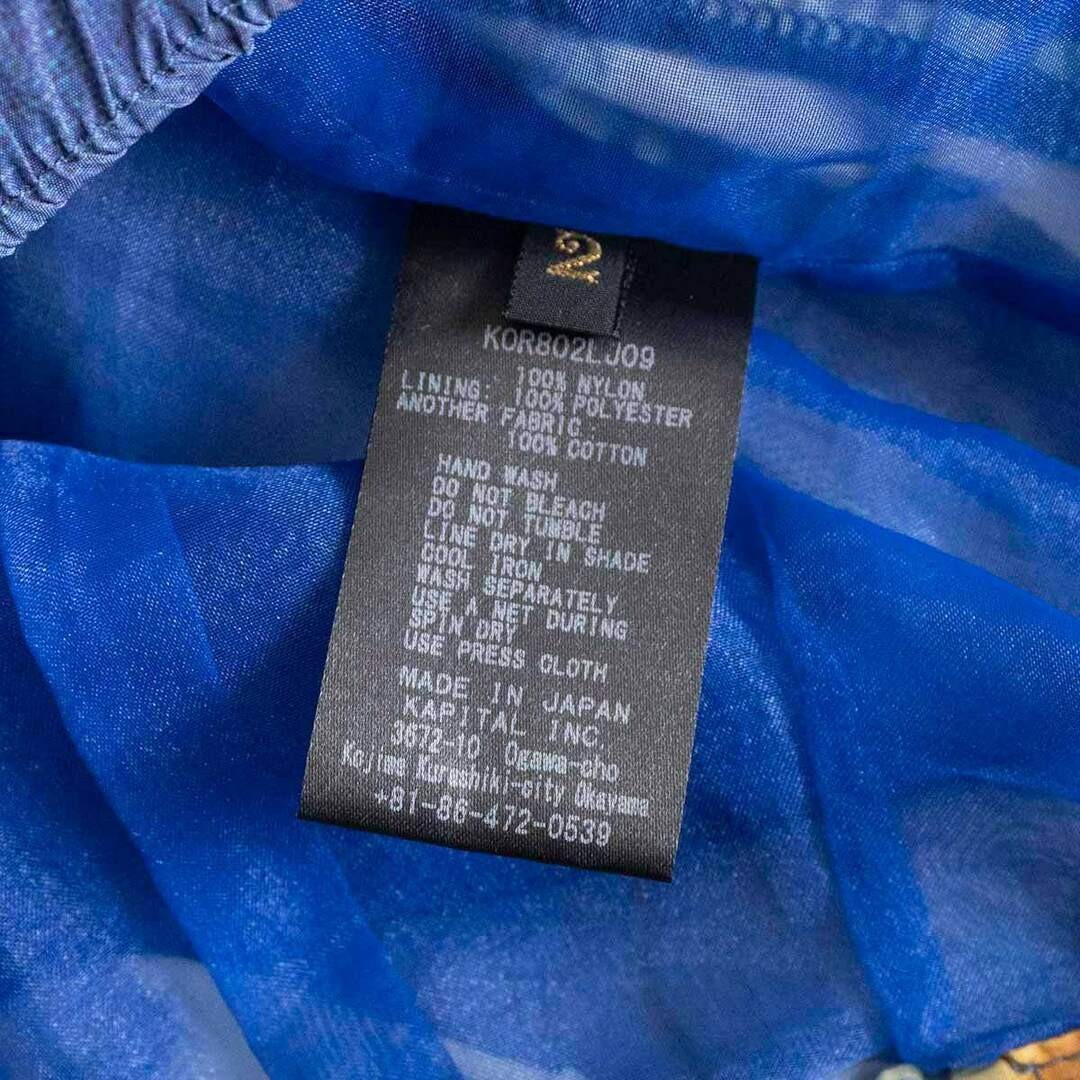 2
KOR802LJ09
100% NYLON
LINING: 100% POLYESTER
ANOTHER FABRIC:
100% COTTON
HAND WASH
DO NOT BLEACH
DO NOT TUMBLE
LINE DRY IN SHADE
COOL IRON
WASH SEPARATELY
USE A NET DURING
SPIN DRY
USE PRESS CLOTH
MADE IN JAPAN
KAPITAL INC.
3672-10 Ogawa-cho
Kojima Kurashiki-city Okayama
+81-86-472-0539